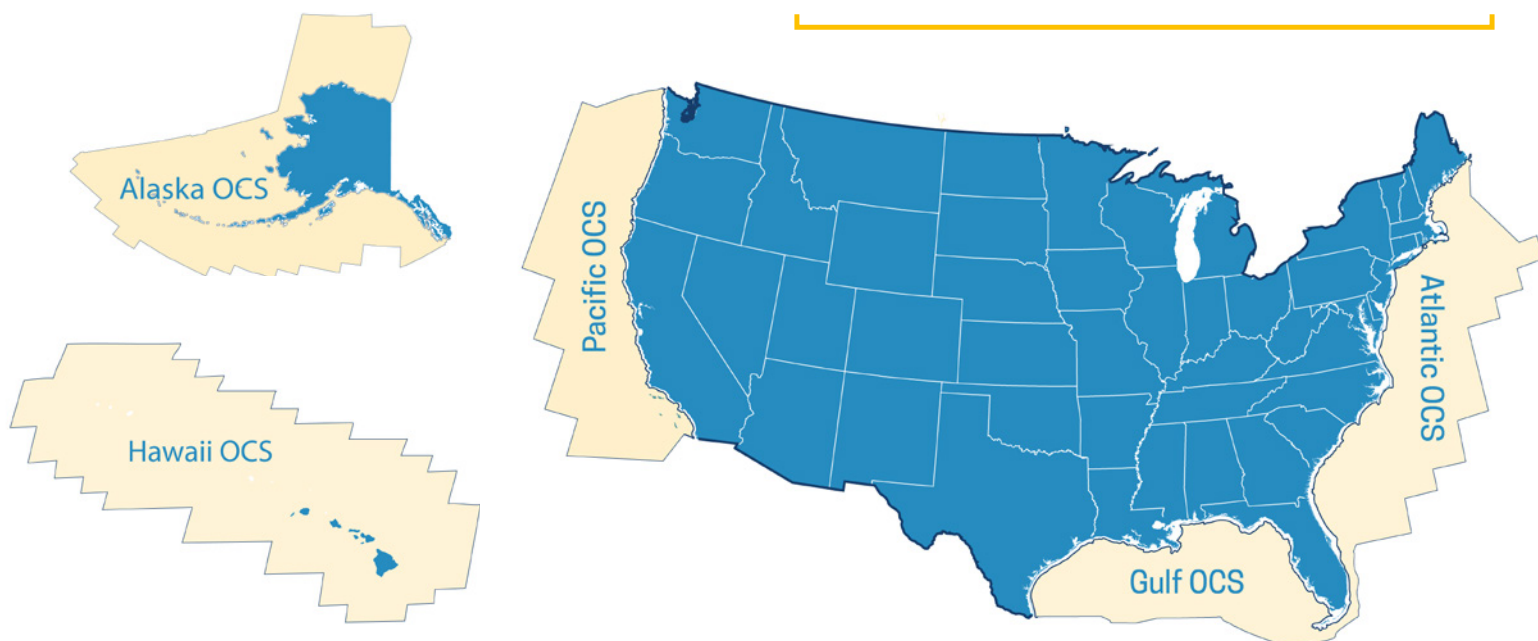 Alaska OCS
Hawaii OCS
Pacific OCS
Gulf OCS
Atlantic OCS